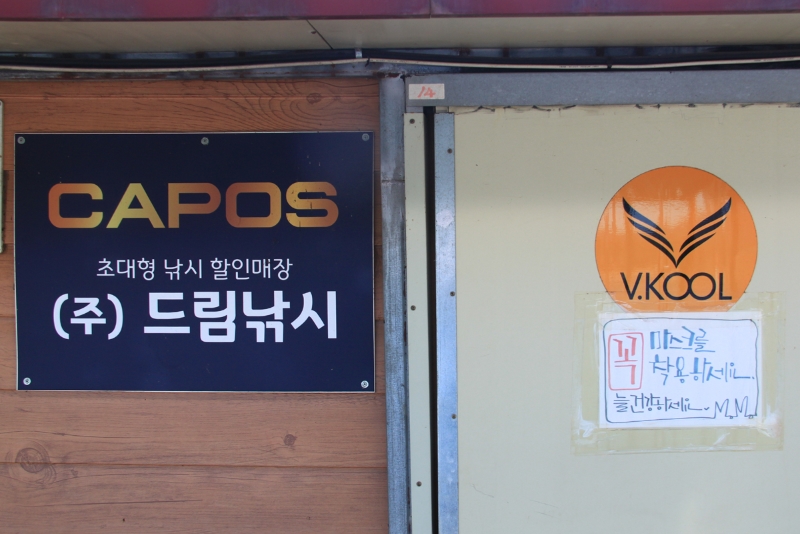 14
CAPOS
초대형 낚시 할인매장
(주) 드림낚시
V.KOOL
꼭 마스크를
착용하세요.
늘 건강하세요. M.M.